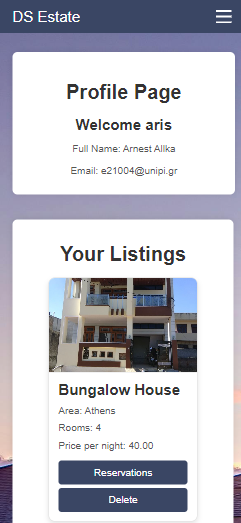 DS Estate
Profile Page
Welcome aris
Full Name: Arnest Allka
Email: e21004@unipi.gr
Your Listings
Bungalow House
Area: Athens
Rooms: 4
Price per night: 40.00
Reservations
Delete